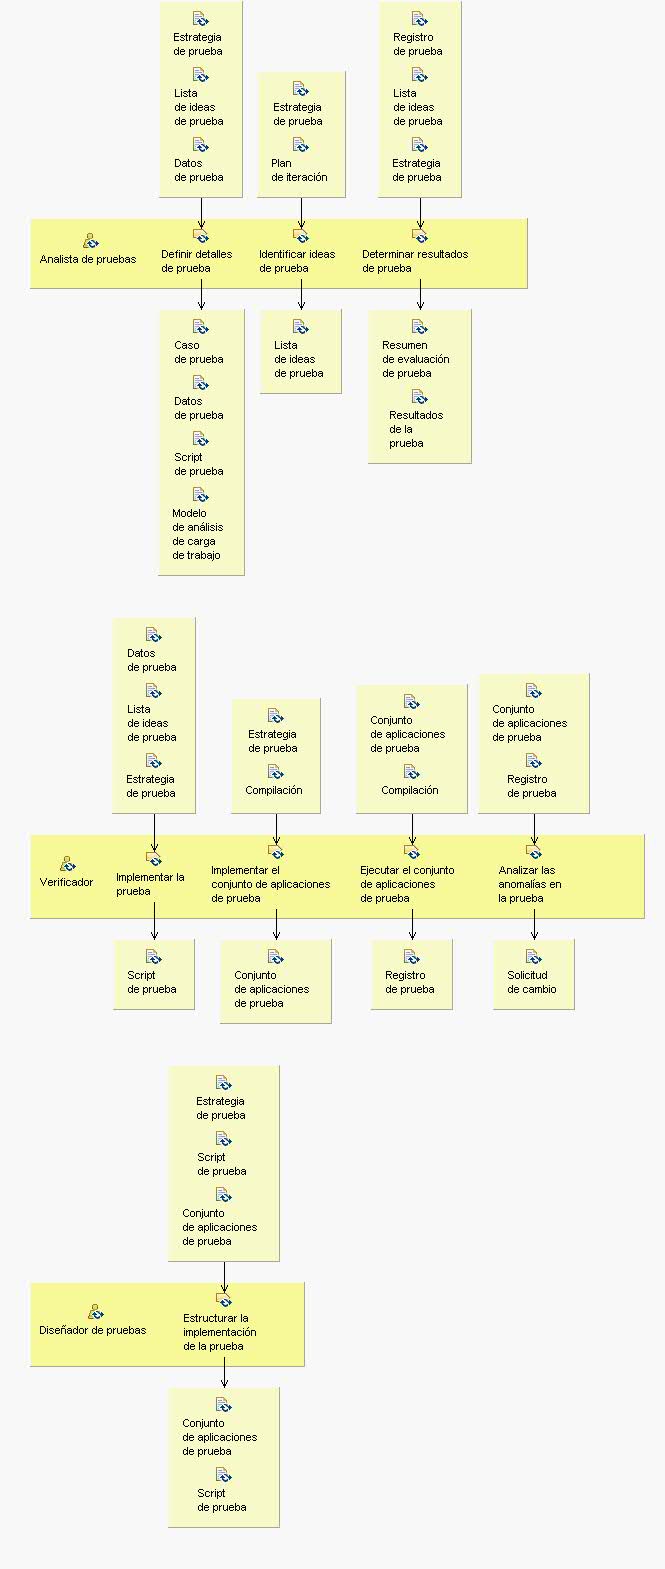 Estrategia
de prueba
Lista
de ideas
de prueba
Datos
de prueba
Estrategia
de prueba
Plan
de iteración
Registro
de prueba
Lista
de ideas
de prueba
Estrategia
de prueba
Analista de pruebas
Definir detalles
de prueba
Identificar ideas
de prueba
Determinar resultados
de prueba
Caso
de prueba
Datos
de prueba
Script
de prueba
Modelo
de análisis
de carga
de trabajo
Lista
de ideas
de prueba
Resumen
de evaluación
de prueba
Resultados
de la
prueba
Datos
de prueba
Lista
de ideas
de prueba
Estrategia
de prueba
Estrategia
de prueba
Compilación
Conjunto
de aplicaciones
de prueba
Compilación
Conjunto
de aplicaciones
de prueba
Registro
de prueba
Verificador
Implementar la
prueba
Implementar el
conjunto de aplicaciones
de prueba
Ejecutar el conjunto
de aplicaciones
de prueba
Analizar las
anomalías en
la prueba
Script
de prueba
Conjunto
de aplicaciones
de prueba
Registro
de prueba
Solicitud
de cambio
Estrategia
de prueba
Script
de prueba
Conjunto
de aplicaciones
de prueba
Diseñador de pruebas
Estructurar la
implementación
de la prueba
Conjunto
de aplicaciones
de prueba
Script
de prueba